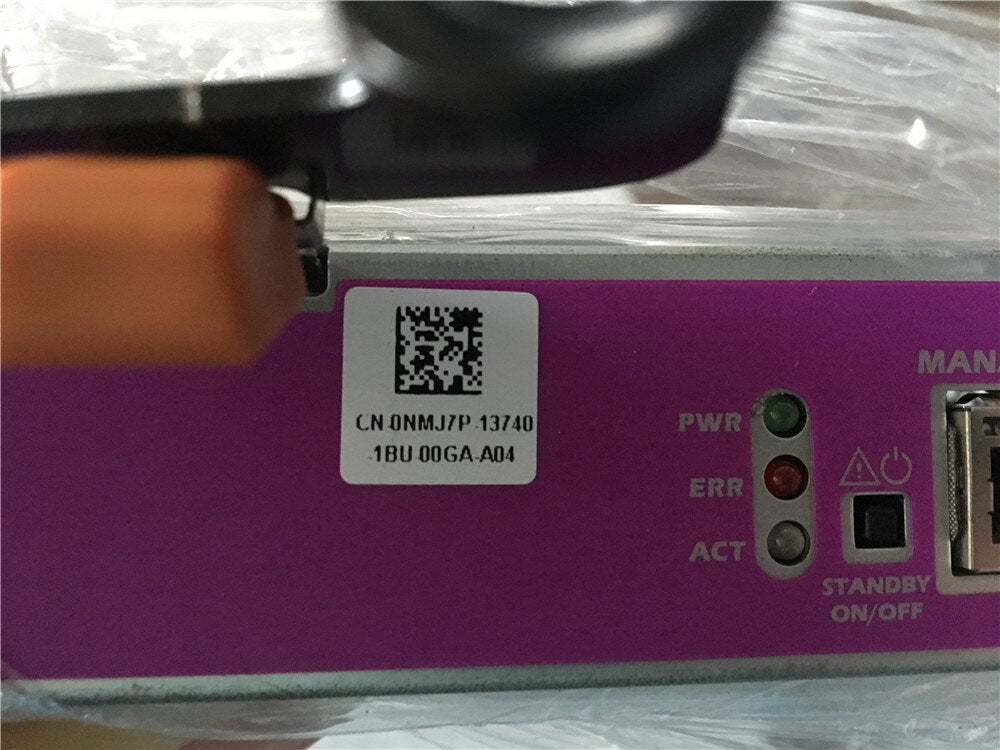 CN-0NMJ7P-13740
-1BU-00GA-A04
MANA
PWR
ERR
ACT
STANDBY
ON/OFF